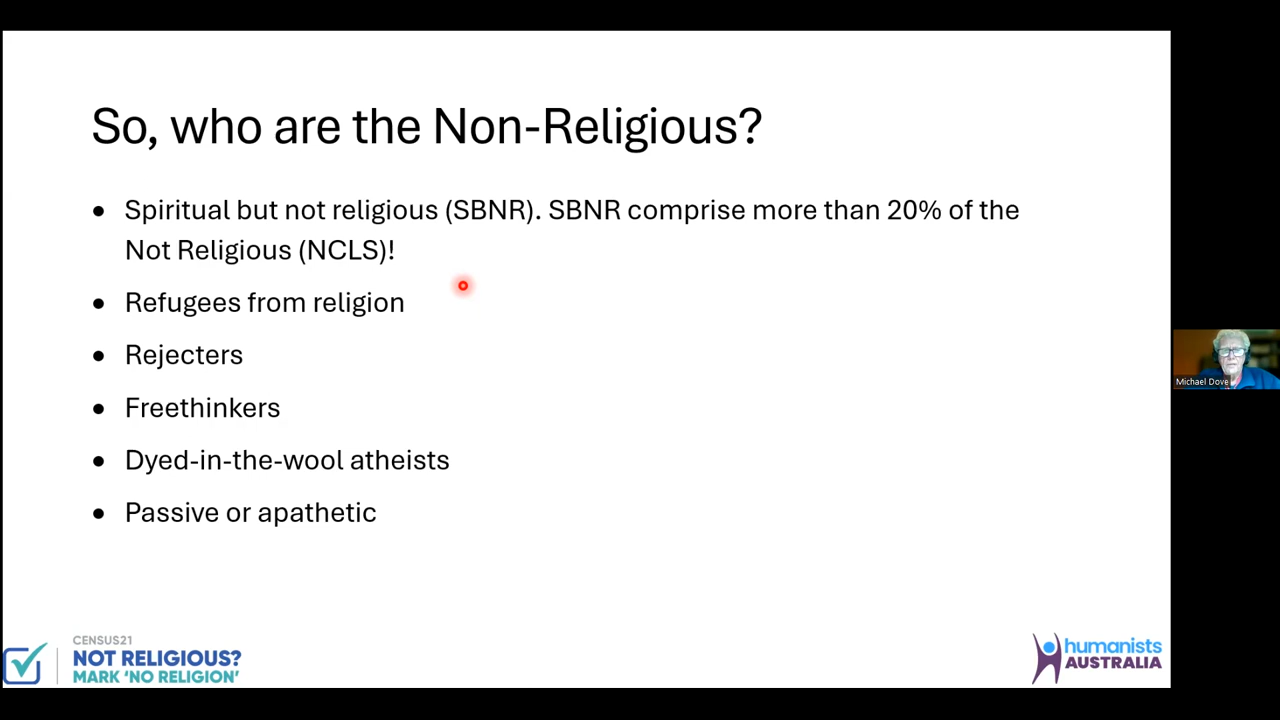 So, who are the Non-Religious?
• Spiritual but not religious (SBNR). SBNR comprise more than 20% of the
Not Religious (NCLS)!
• Refugees from religion
• Rejecters
• Freethinkers
• Dyed-in-the-wool atheists
• Passive or apathetic
Michael Dove
CENSUS21
NOT RELIGIOUS?
MARK ‘NO RELIGION’
humanists
AUSTRALIA